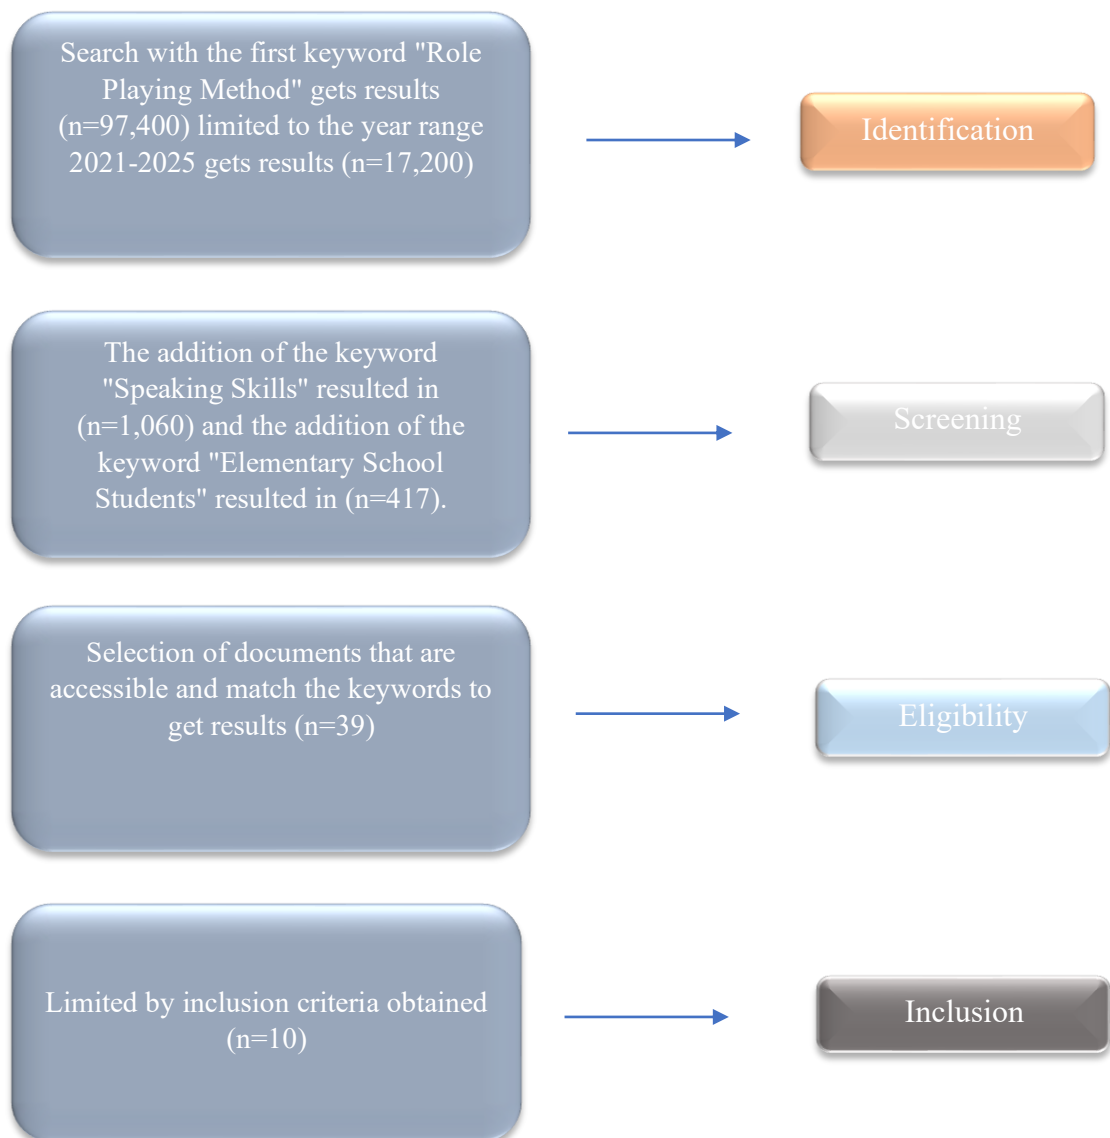 Search with the first keyword "Role
Playing Method" gets results
(n=97,400) limited to the year range
2021-2025 gets results (n=17,200)
Identification
The addition of the keyword
"Speaking Skills" resulted in
(n=1,060) and the addition of the
keyword "Elementary School
Students" resulted in (n=417).
Screening
Selection of documents that are
accessible and match the keywords to
get results (n=39)
Eligibility
Limited by inclusion criteria obtained
(n=10)
Inclusion